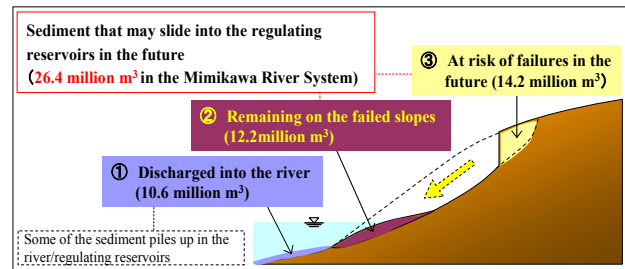 Sediment that may slide into the regulating
reservoirs in the future
(26.4 million m³ in the Mimikawa River System)
③ At risk of failures in the
future (14.2 million m³)
② Remaining on the failed slopes
(12.2million m³)
① Discharged into the river
(10.6 million m³)
Some of the sediment piles up in the
river/regulating reservoirs